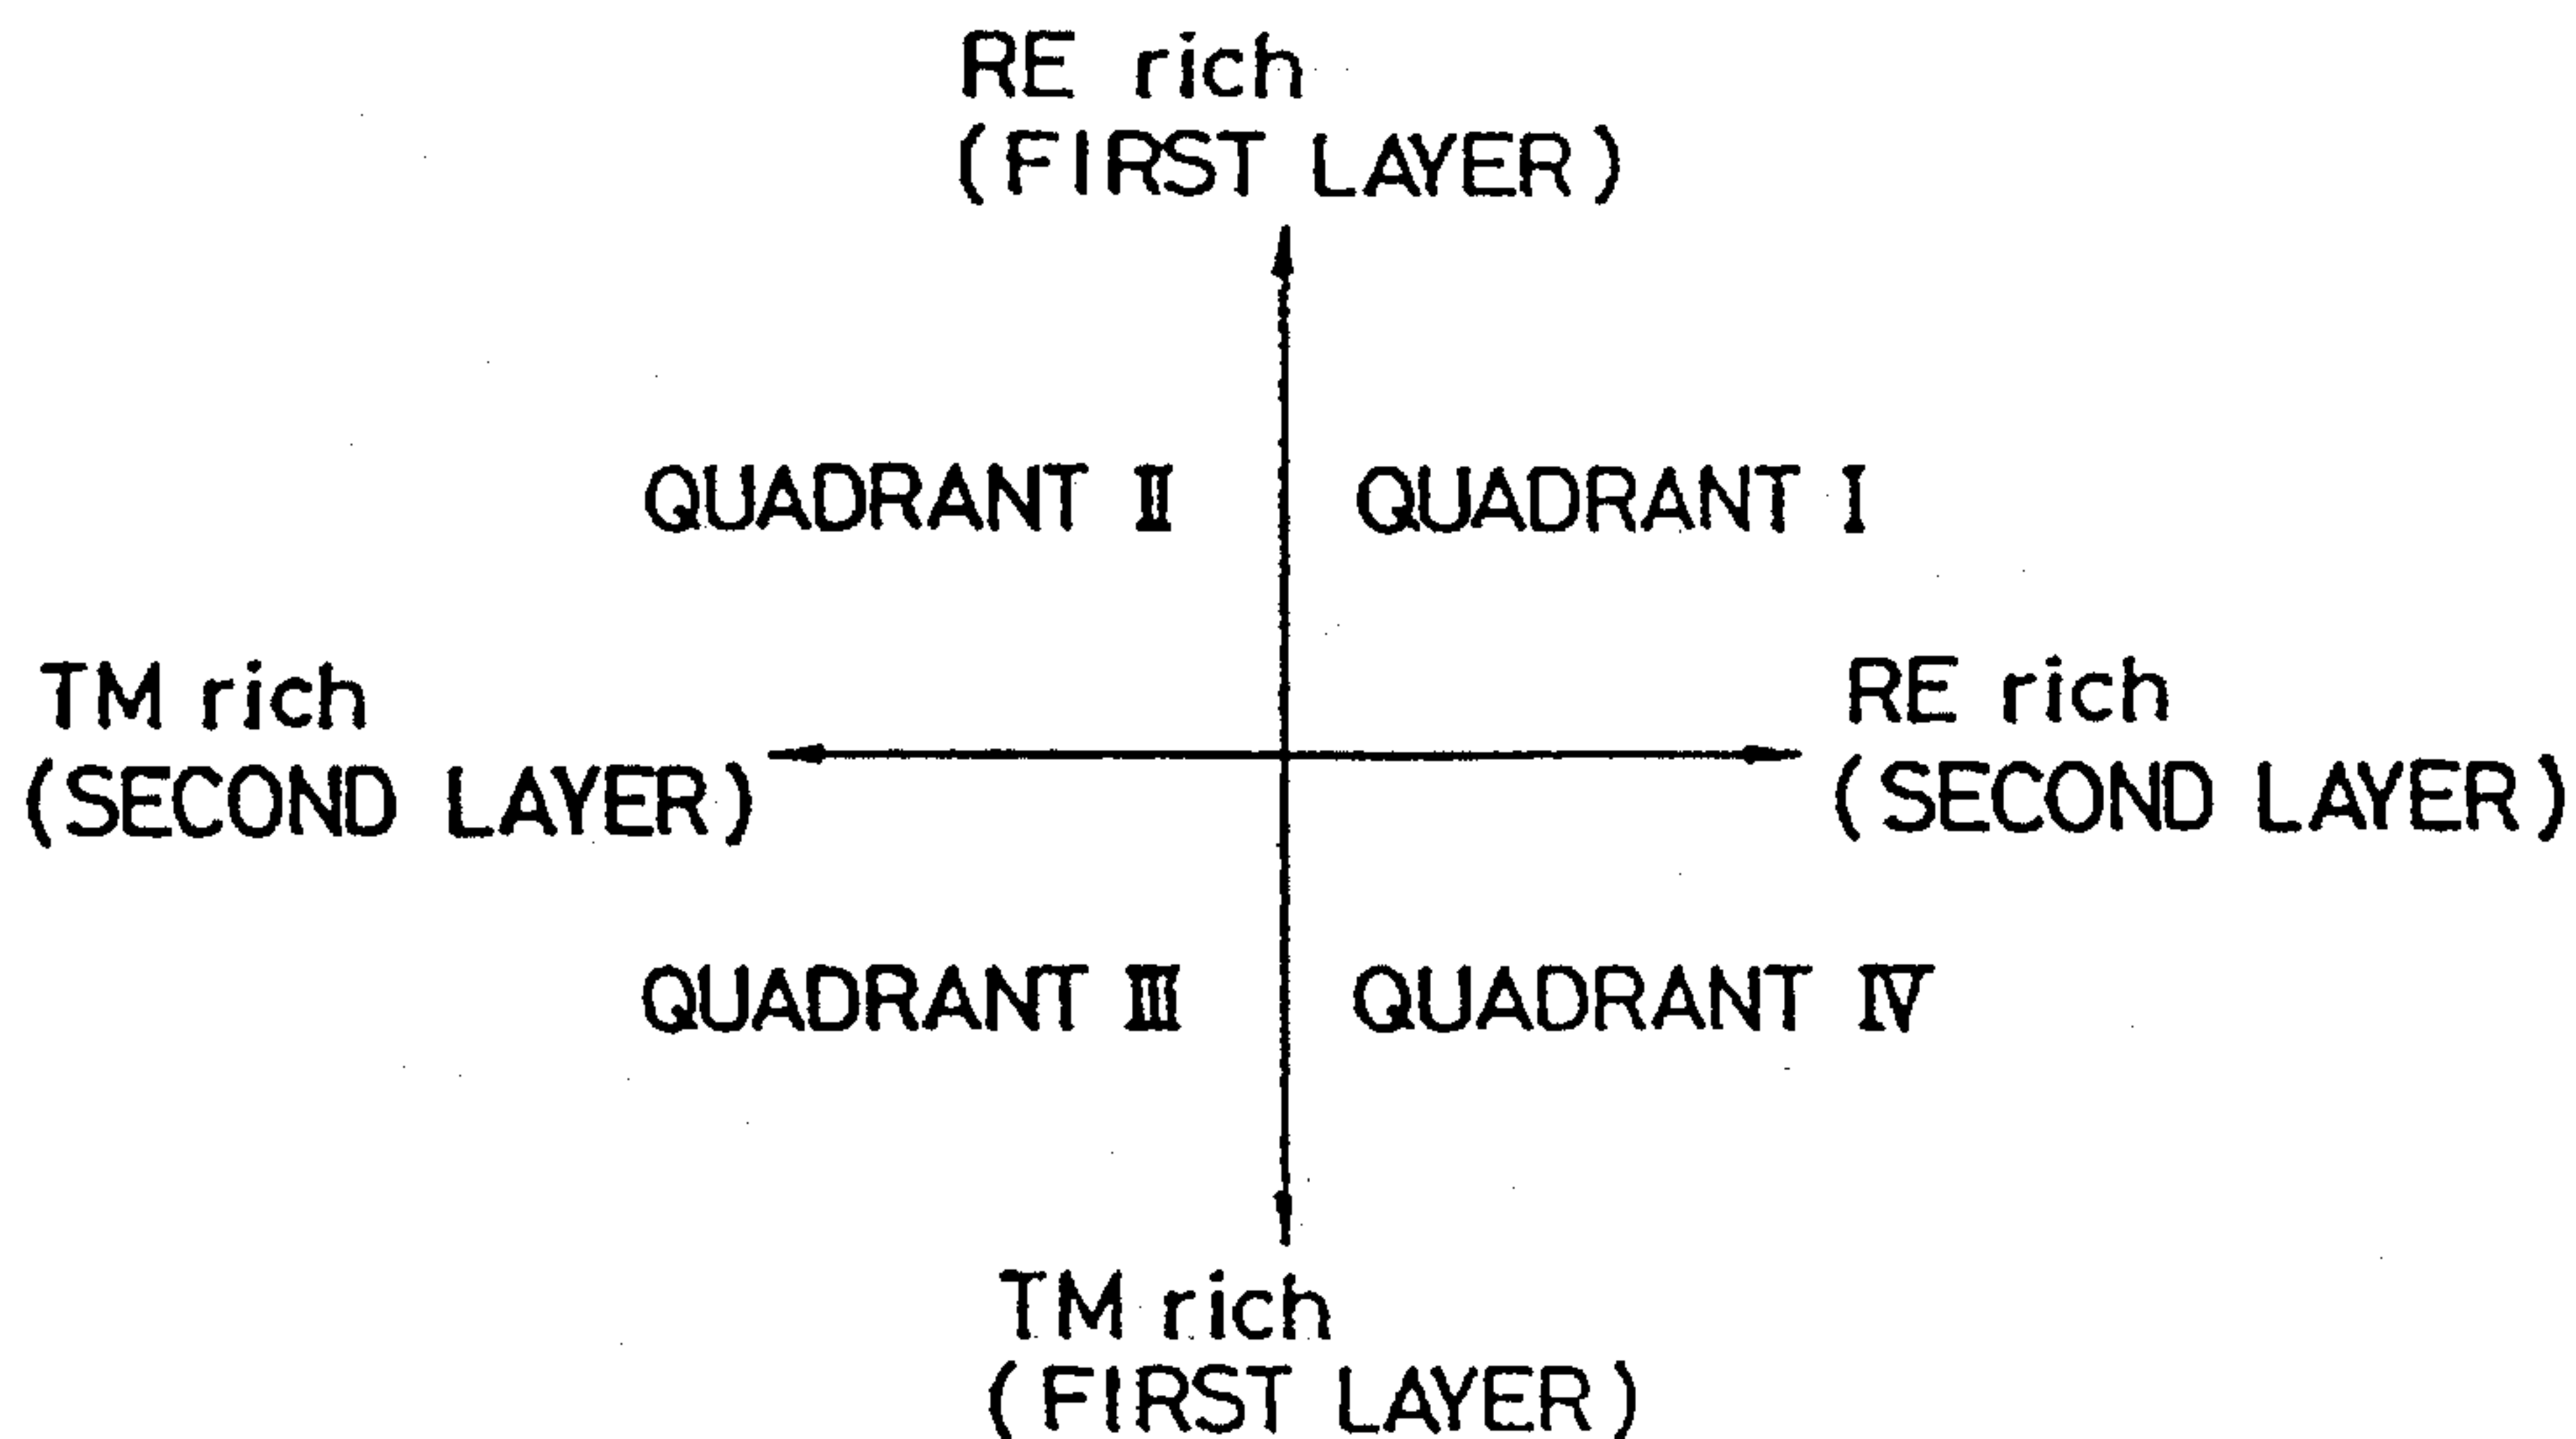 RE rich
(FIRST LAYER)
QUADRANT II
QUADRANT I
TM rich
(SECOND LAYER)
RE rich
(SECOND LAYER)
QUADRANT III
QUADRANT IV
TM rich
(FIRST LAYER)